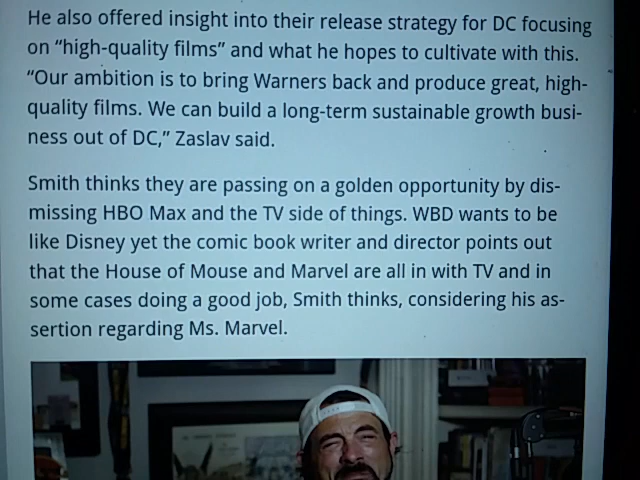 He also offered insight into their release strategy for DC focusing
on “high-quality films” and what he hopes to cultivate with this.
“Our ambition is to bring Warners back and produce great, high-
quality films. We can build a long-term sustainable growth busi-
ness out of DC,” Zaslav said.
Smith thinks they are passing on a golden opportunity by dis-
missing HBO Max and the TV side of things. WBD wants to be
like Disney yet the comic book writer and director points out
that the House of Mouse and Marvel are all in with TV and in
some cases doing a good job, Smith thinks, considering his as-
sertion regarding Ms. Marvel.